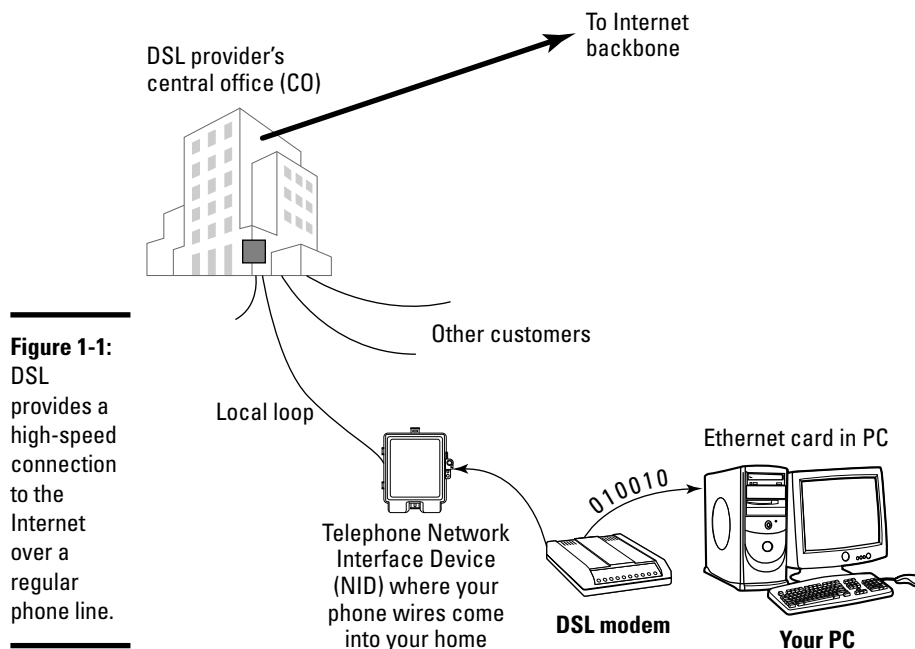 To Internet
backbone
DSL provider's
central office (CO)
Other customers
Figure 1-1:
DSL
provides a
high-speed
connection
to the
Internet
over a
regular
phone line.
Local loop
Ethernet card in PC
010010
Telephone Network
Interface Device
(NID) where your
phone wires come
into your home
DSL modem
Your PC